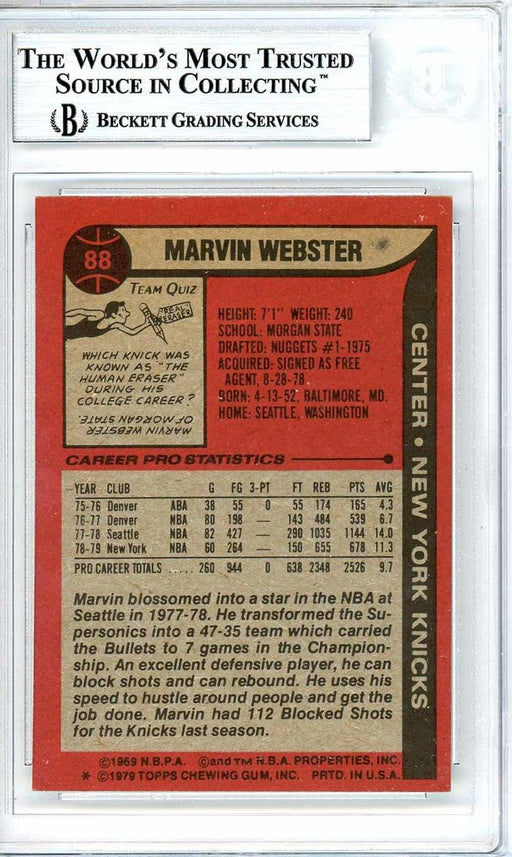 THE WORLD'S MOST TRUSTED
SOURCE IN COLLECTING™
B BECKETT GRADING SERVICES
88
MARVIN WEBSTER
TEAM QUIZ
REAL
ERASER
WHICH KNICK WAS
KNOWN AS "THE
HUMAN ERASER"
DURING HIS
COLLEGE CAREER?
MARVIN WEBSTER
OF MORGAN STATE
HEIGHT: 7'1" WEIGHT: 240
SCHOOL: MORGAN STATE
DRAFTED: NUGGETS #1-1975
ACQUIRED: SIGNED AS FREE
AGENT, 8-28-78
BORN: 4-13-52, BALTIMORE, MD.
HOME: SEATTLE, WASHINGTON
CENTER • NEW YORK KNICKS
CAREER PRO STATISTICS
YEAR CLUB G FG 3-PT FT REB PTS AVG
75-76 Denver ABA 38 55 0 55 174 165 4.3
76-77 Denver NBA 80 198 — 143 484 539 6.7
77-78 Seattle NBA 82 427 — 290 1035 1144 14.0
78-79 New York NBA 60 264 — 150 655 678 11.3
PRO CAREER TOTALS ..... 260 944 0 638 2348 2526 9.7
Marvin blossomed into a star in the NBA at
Seattle in 1977-78. He transformed the Su-
personics into a 47-35 team which carried
the Bullets to 7 games in the Champion-
ship. An excellent defensive player, he can
block shots and can rebound. He uses his
speed to hustle around people and get the
job done. Marvin had 112 Blocked Shots
for the Knicks last season.
©1969 N.B.P.A. ©and TM N.B.A. PROPERTIES, INC.
* ©1979 TOPPS CHEWING GUM, INC. PRTD. IN U.S.A.